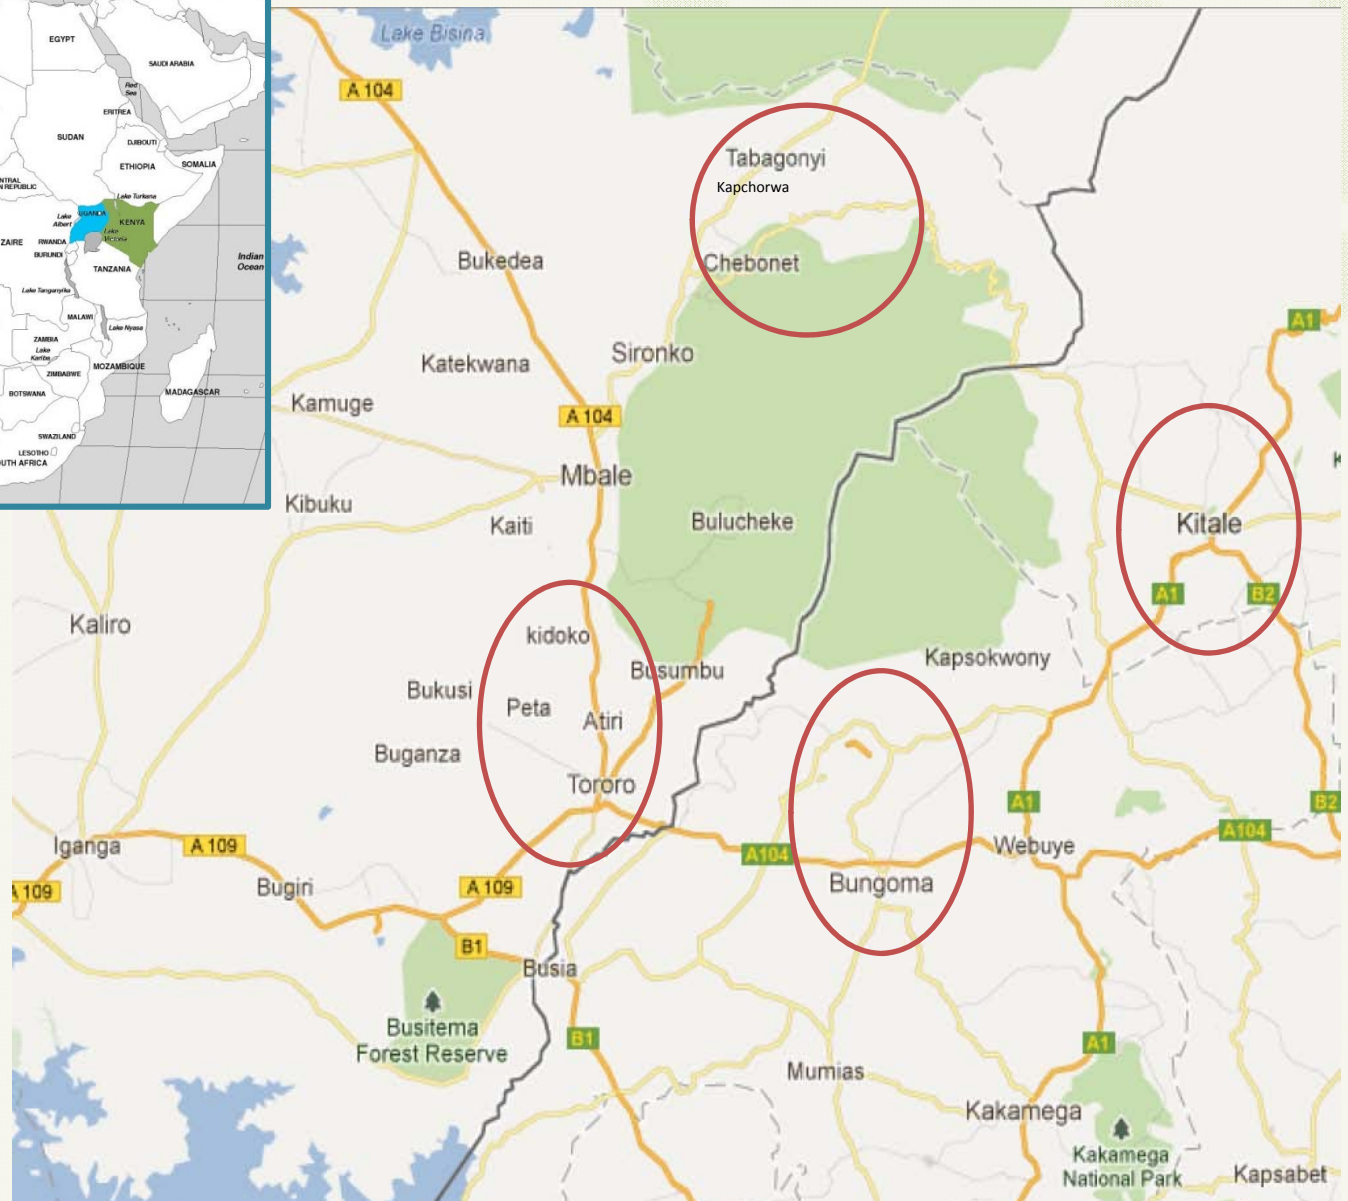 EGYPT
SAUDI ARABIA
Red
Sea
ERITREA
SUDAN
DJIBOUTI
ETHIOPIA
SOMALIA
NTRAL
N REPUBLIC
Lake Turkana
UGANDA
Lake
Albert
KENYA
Lake
Victoria
ZAIRE
RWANDA
BURUNDI
Indian
Ocean
TANZANIA
Lake Tanganyika
MALAWI
Lake Nyasa
ZAMBIA
Lake
Kariba
ZIMBABWE
MOZAMBIQUE
MADAGASCAR
BOTSWANA
SWAZILAND
LESOTHO
UTH AFRICA
Lake Bisina
A 104
Tabagonyi
Kapchorwa
Bukedea
Chebonet
A1
Sironko
Katekwana
Kamuge
A 104
Mbale
Kibuku
Kaiti
Bulucheke
Kitale
K
A1
B2
Kaliro
kidoko
Busumbu
Kapsokwony
Bukusi
Peta
Atiri
Buganza
Tororo
A1
B2
Iganga
A 109
A104
Webuye
A104
Bungoma
A 109
Bugiri
A 109
B1
Busia
Busitema
Forest Reserve
B1
A1
Mumias
Kakamega
Kakamega
National Park
Kapsabet